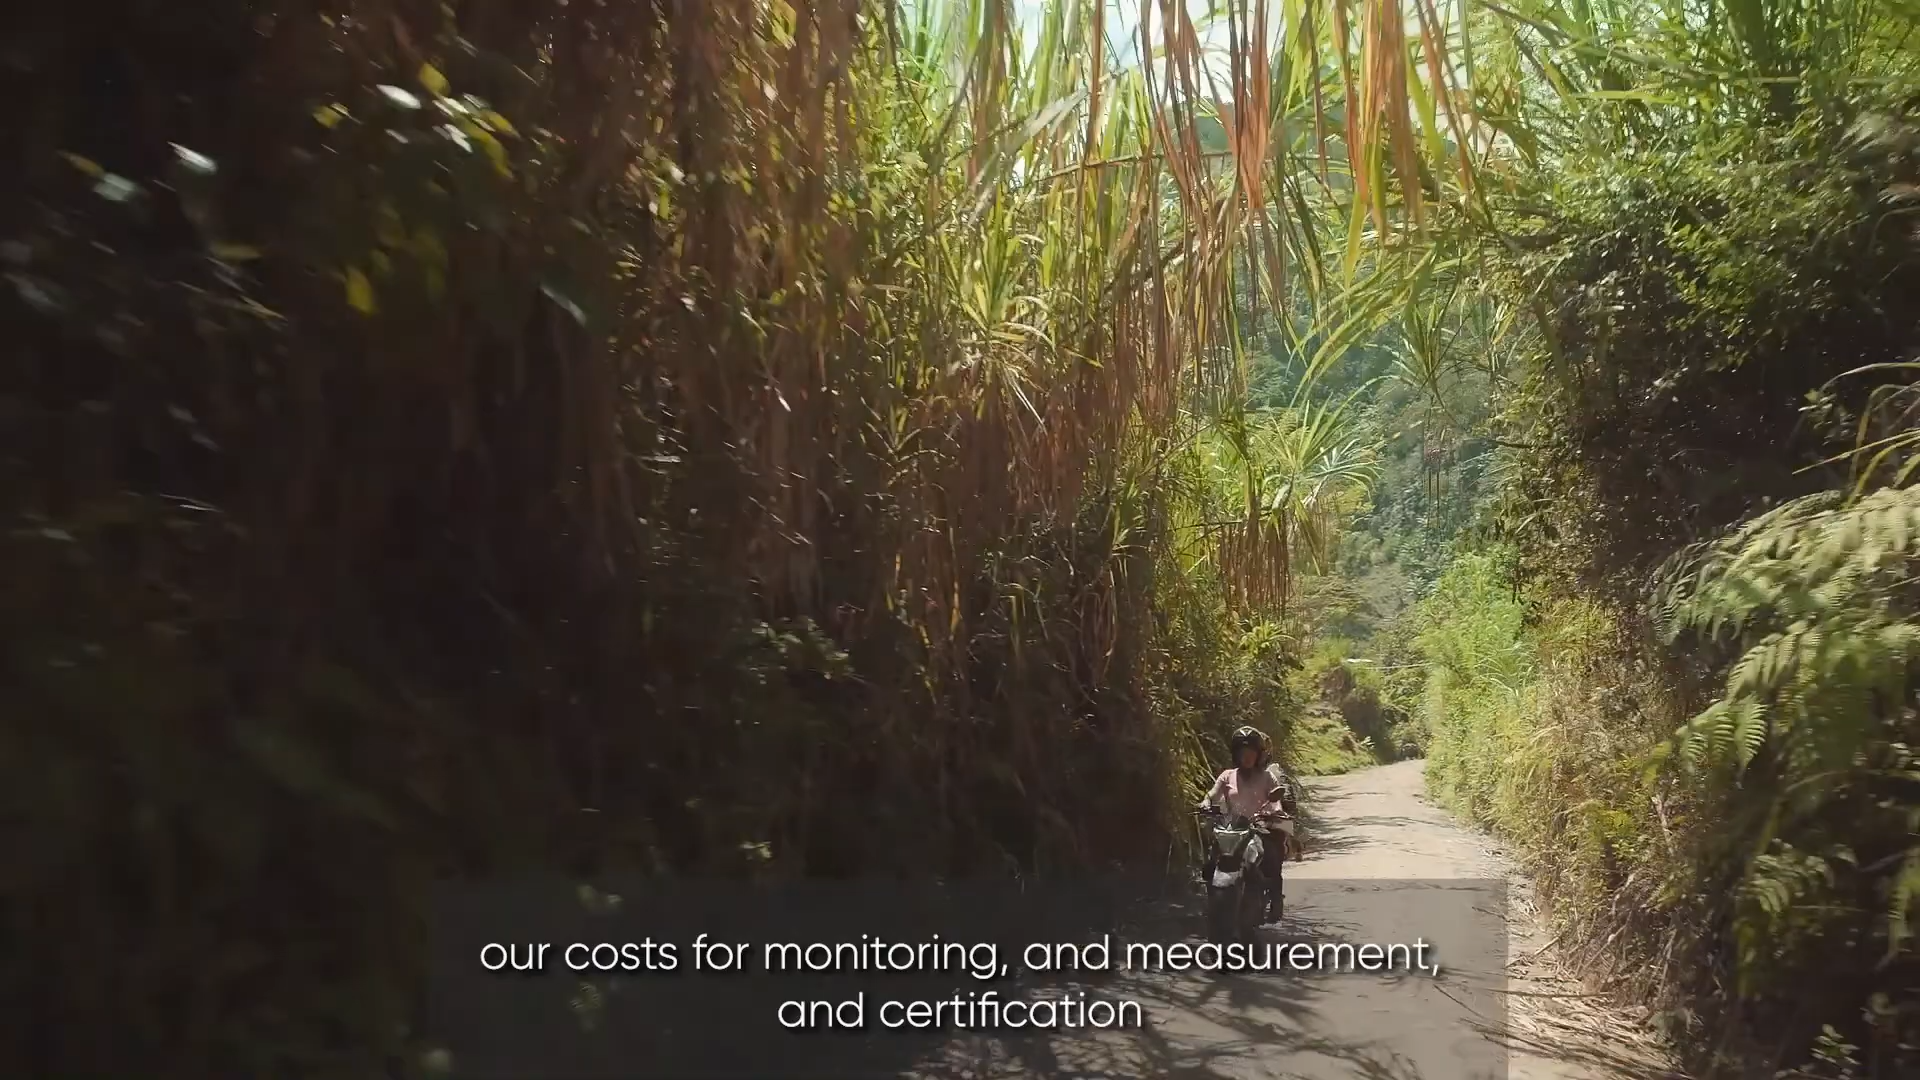 our costs for monitoring, and measurement,
and certification